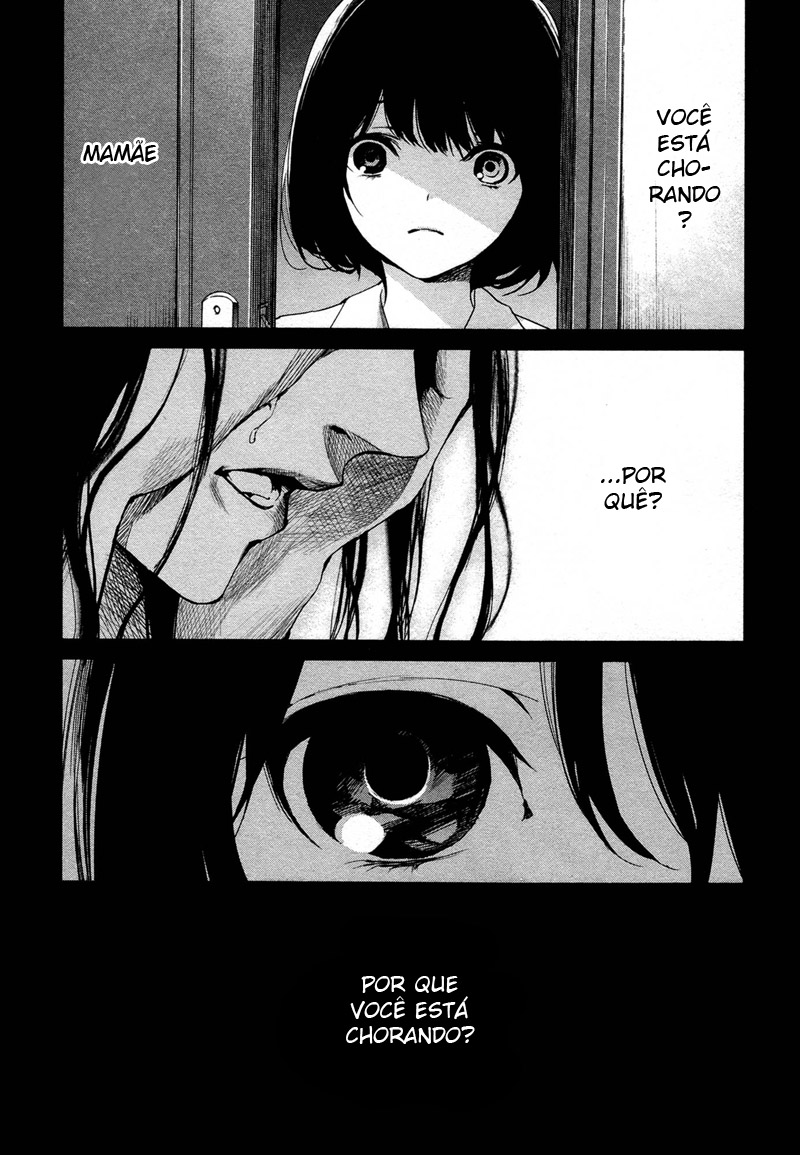 VOCÊ
ESTÁ
CHO-
RANDO
?
MAMÃE
...POR
QUÊ?
POR QUE
VOCÊ ESTÁ
CHORANDO?